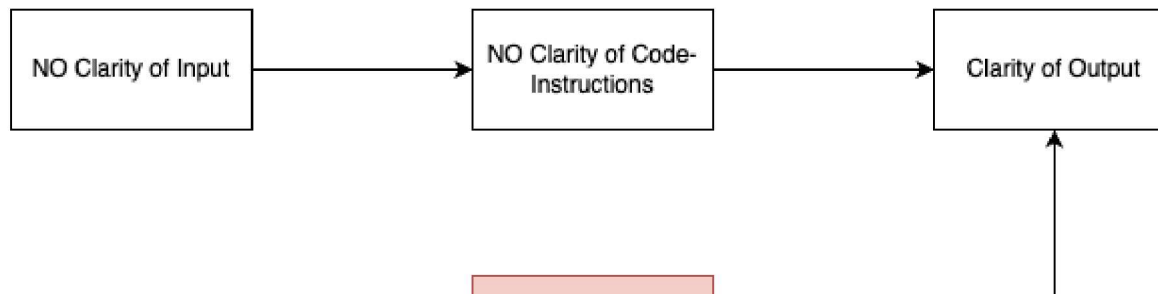 NO Clarity of Input
NO Clarity of Code-
Instructions
Clarity of Output